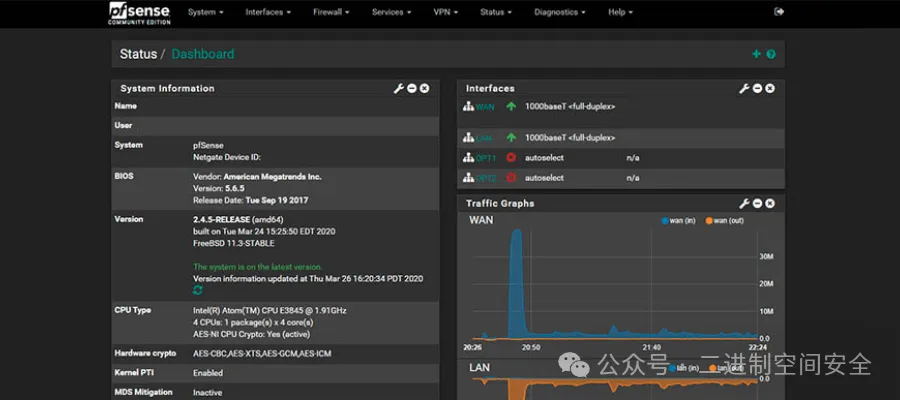 pfsense
COMMUNITY EDITION
System Interfaces Firewall Services VPN Status Diagnostics Help
Status / Dashboard
System Information
Name
User
System pfSense
Netgate Device ID:
BIOS Vendor: American Megatrends Inc.
Version: 5.6.5
Release Date: Tue Sep 19 2017
Version 2.4.5-RELEASE (amd64)
built on Tue Mar 24 15:25:50 EDT 2020
FreeBSD 11.3-STABLE
The system is on the latest version.
Version information updated at Thu Mar 26 16:20:34 PDT 2020
CPU Type Intel(R) Atom(TM) CPU E3845 @ 1.91GHz
4 CPUs: 1 package(s) x 4 core(s)
AES-NI CPU Crypto: Yes (active)
Hardware crypto AES-CBC,AES-XTS,AES-GCM,AES-ICM
Kernel PTI Enabled
MDS Mitigation Inactive
Interfaces
WAN 1000baseT <full-duplex>
LAN 1000baseT <full-duplex>
OPT1 autoselect n/a
OPT2 autoselect n/a
Traffic Graphs
WAN
wan (in) wan (out)
30M
20M
10M
0.0
20:26 20:50 21:40 22:24
LAN
lan (in) lan (out)
0.0
公众号 · 二进制空间安全